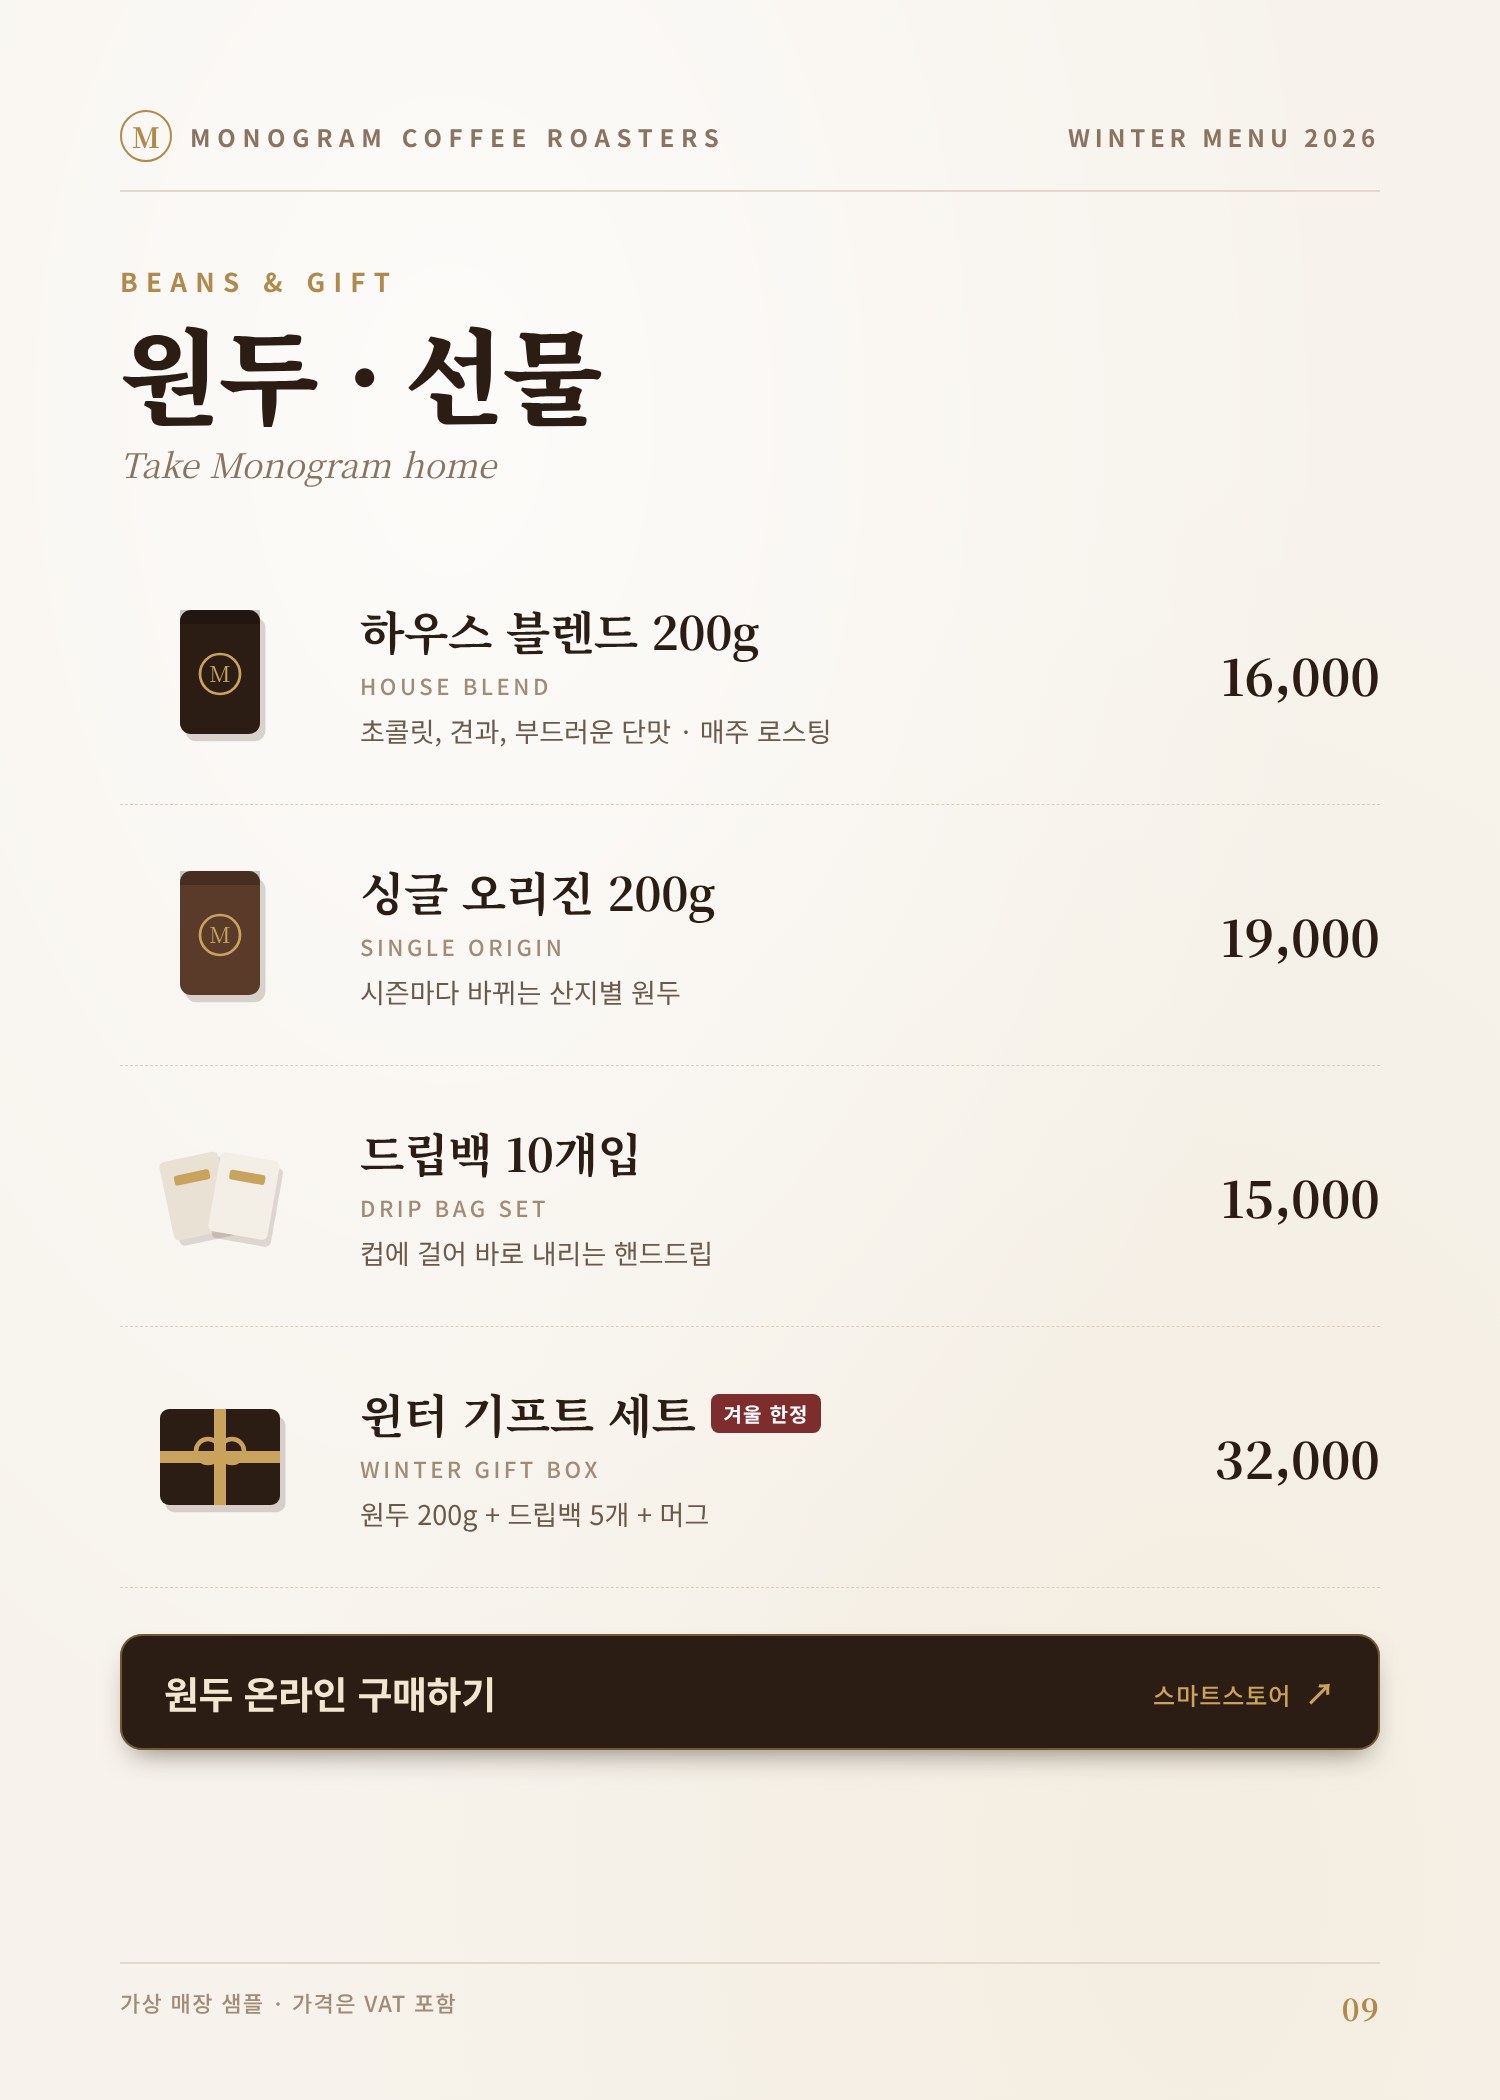 M MONOGRAM COFFEE ROASTERS
WINTER MENU 2026
BEANS & GIFT
원두 · 선물
Take Monogram home
M
하우스 블렌드 200g
HOUSE BLEND
초콜릿, 견과, 부드러운 단맛 · 매주 로스팅
16,000
M
싱글 오리진 200g
SINGLE ORIGIN
시즌마다 바뀌는 산지별 원두
19,000
드립백 10개입
DRIP BAG SET
컵에 걸어 바로 내리는 핸드드립
15,000
윈터 기프트 세트 겨울 한정
WINTER GIFT BOX
원두 200g + 드립백 5개 + 머그
32,000
원두 온라인 구매하기
스마트스토어 ↗
가상 매장 샘플 · 가격은 VAT 포함
09